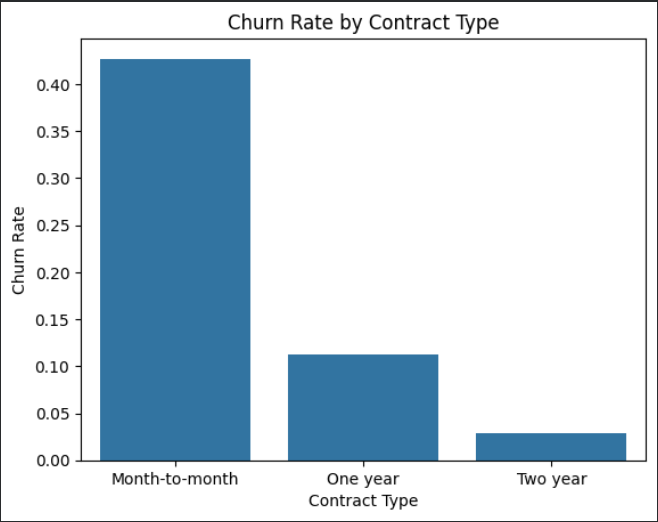 Churn Rate by Contract Type
Churn Rate
0.40
0.35
0.30
0.25
0.20
0.15
0.10
0.05
0.00
Month-to-month
One year
Two year
Contract Type